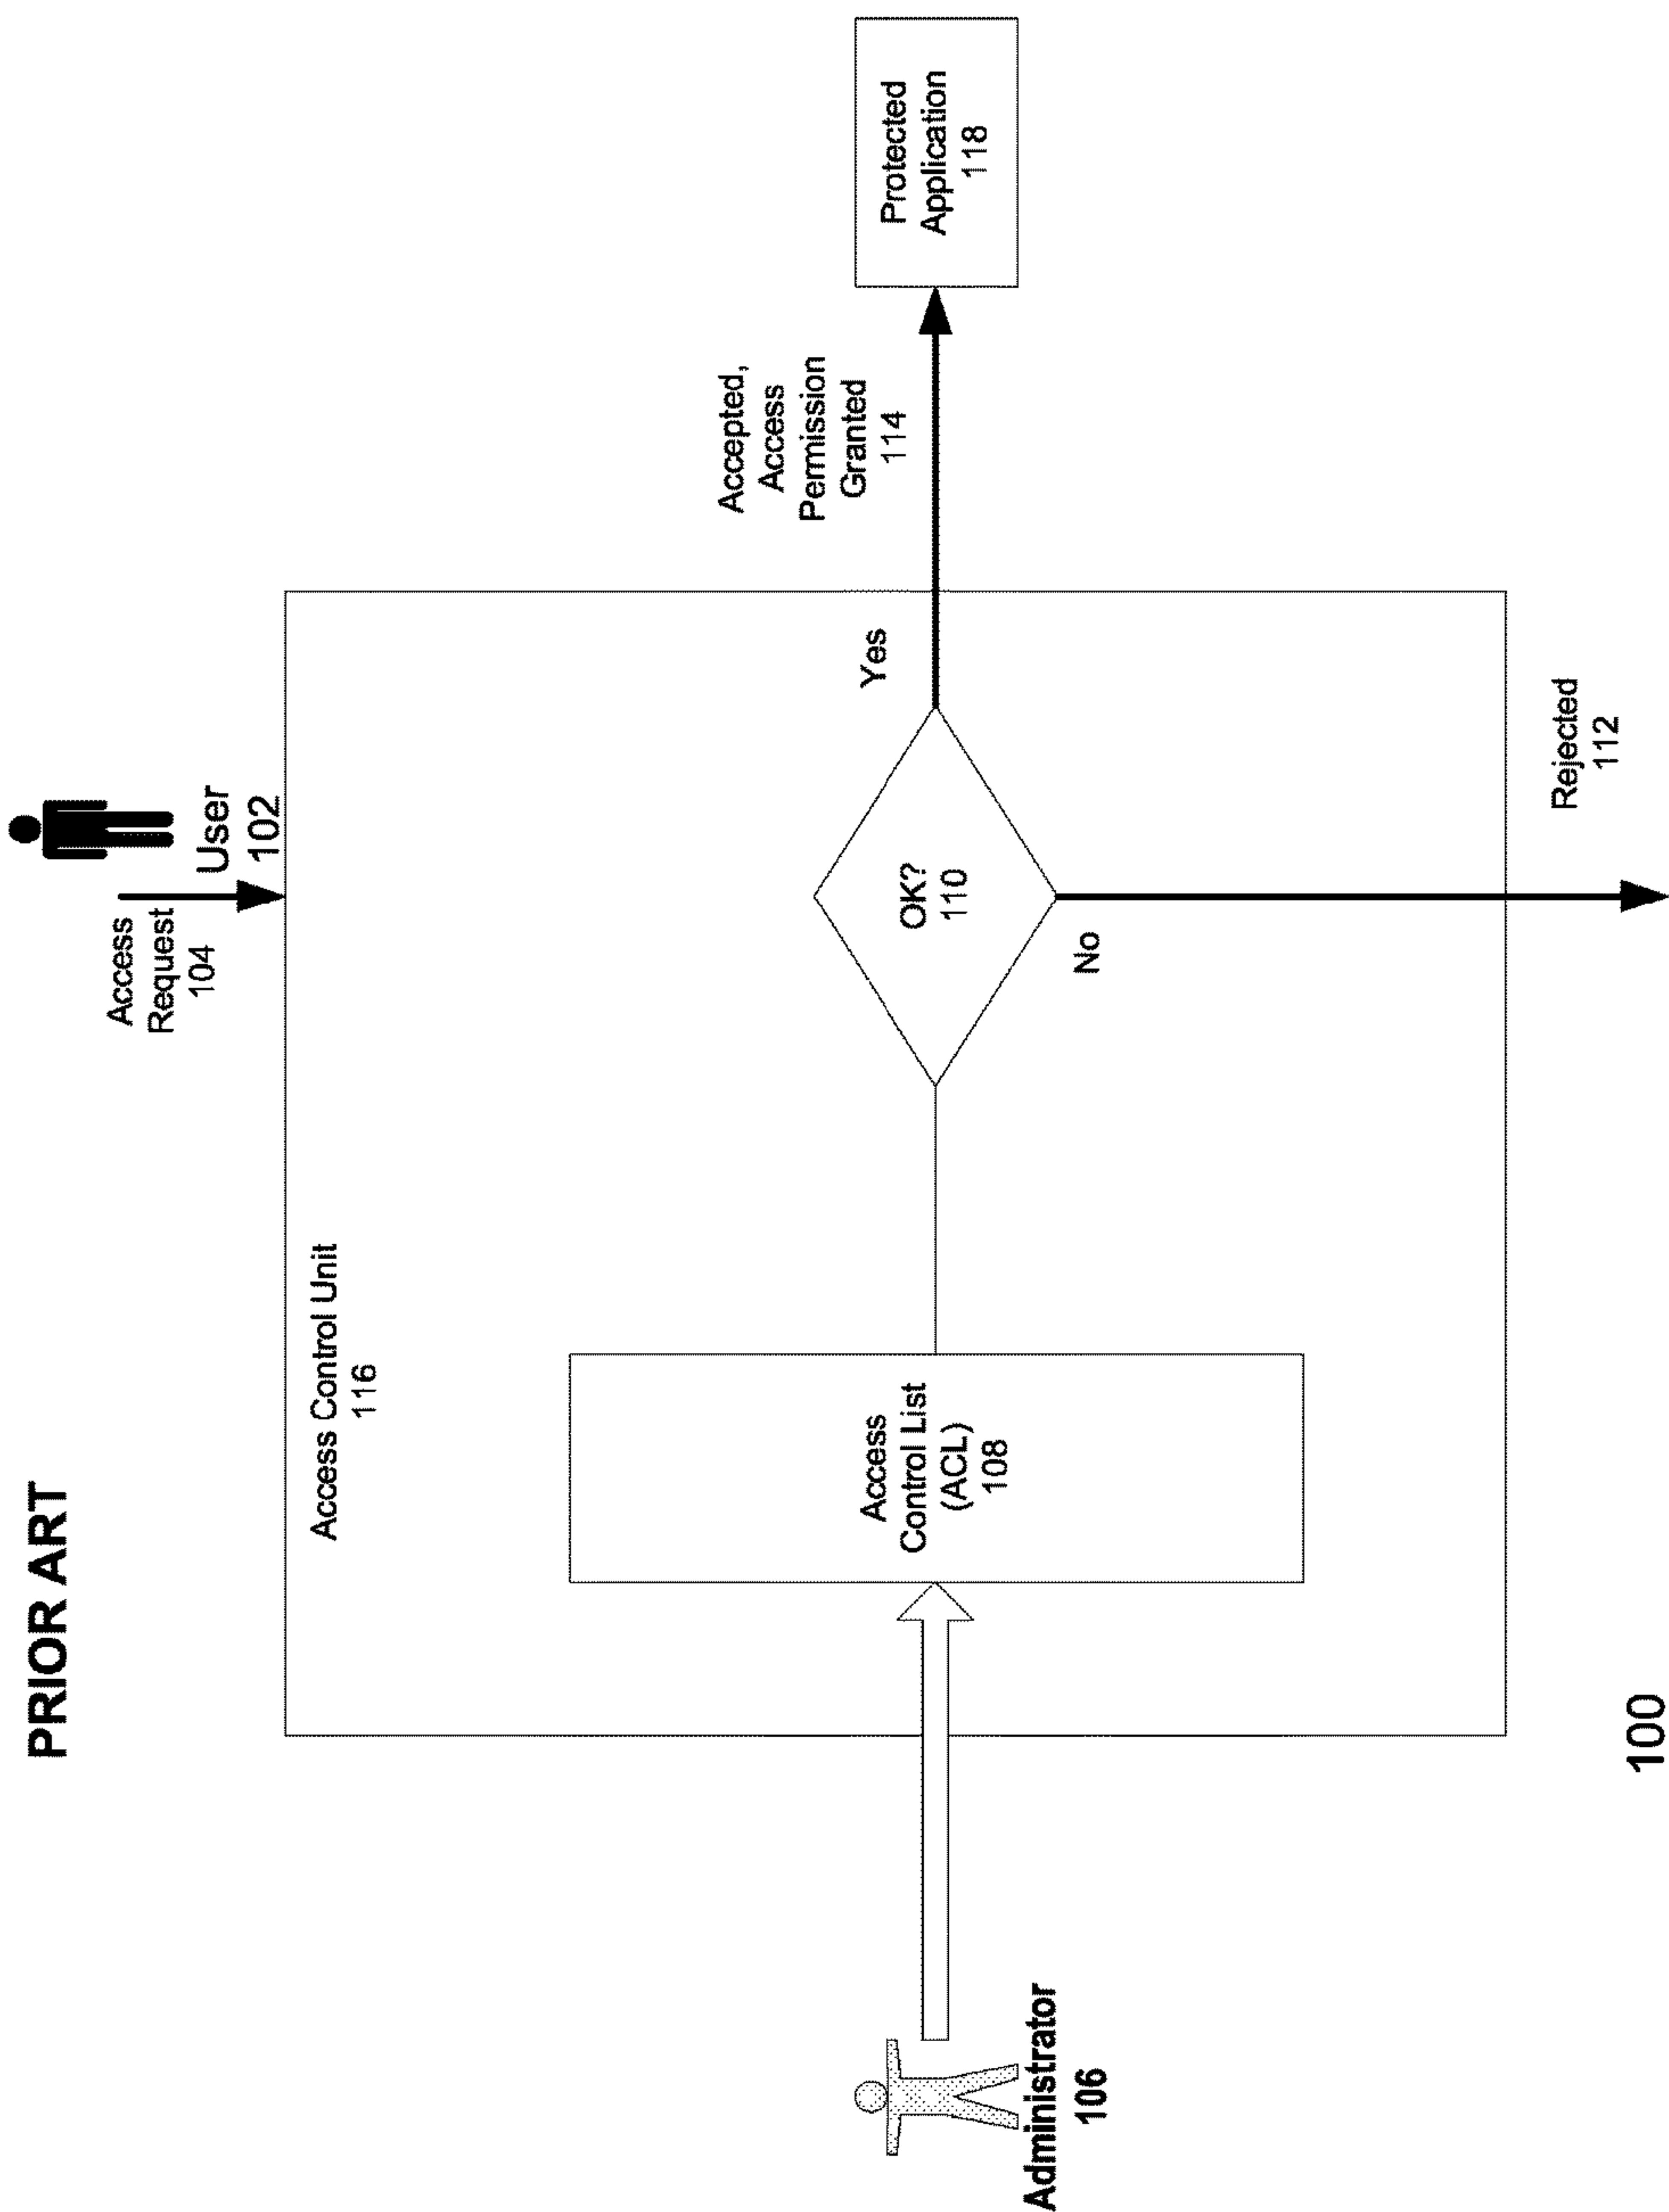 PRIOR ART
Access
Request
104
User
102
Access Control Unit
116
Accepted,
Access
Permission
Granted
114
Yes
Protected
Application
118
Access
Control List
(ACL)
108
OK?
110
No
Administrator
106
Rejected
112
100